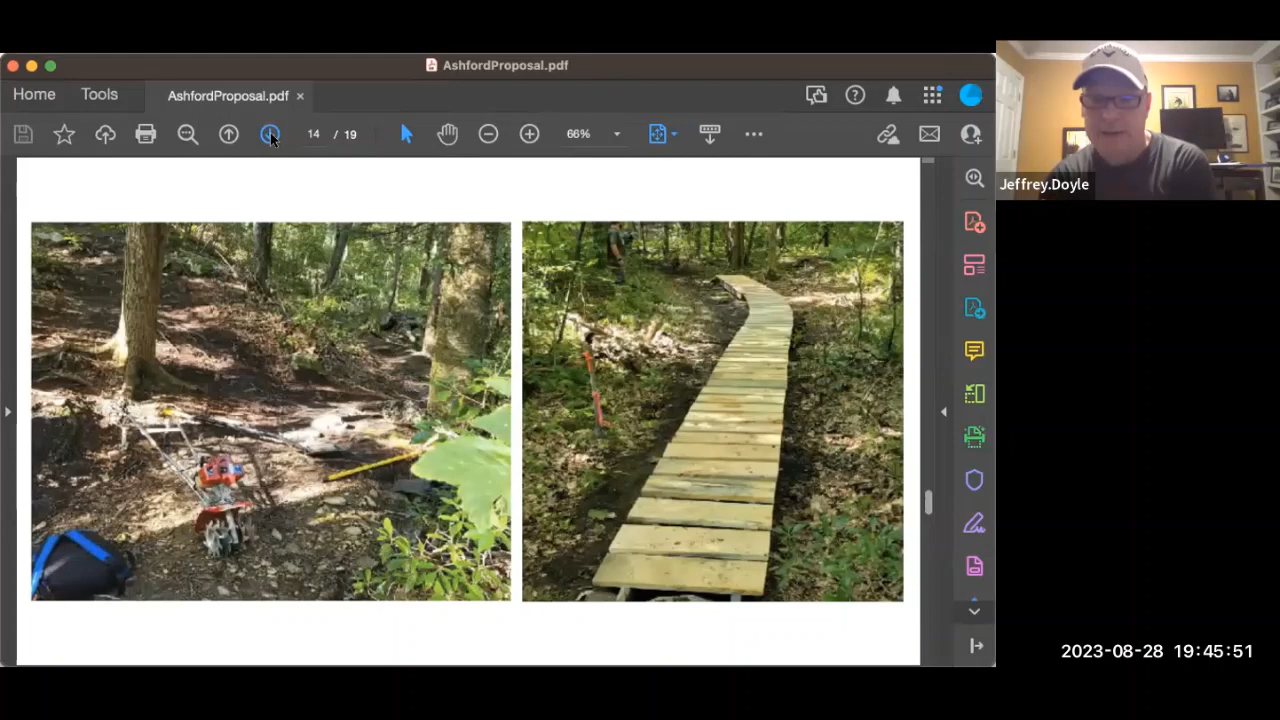 AshfordProposal.pdf
Home
Tools
AshfordProposal.pdf
14 / 19
66%
Jeffrey.Doyle
2023-08-28 19:45:51